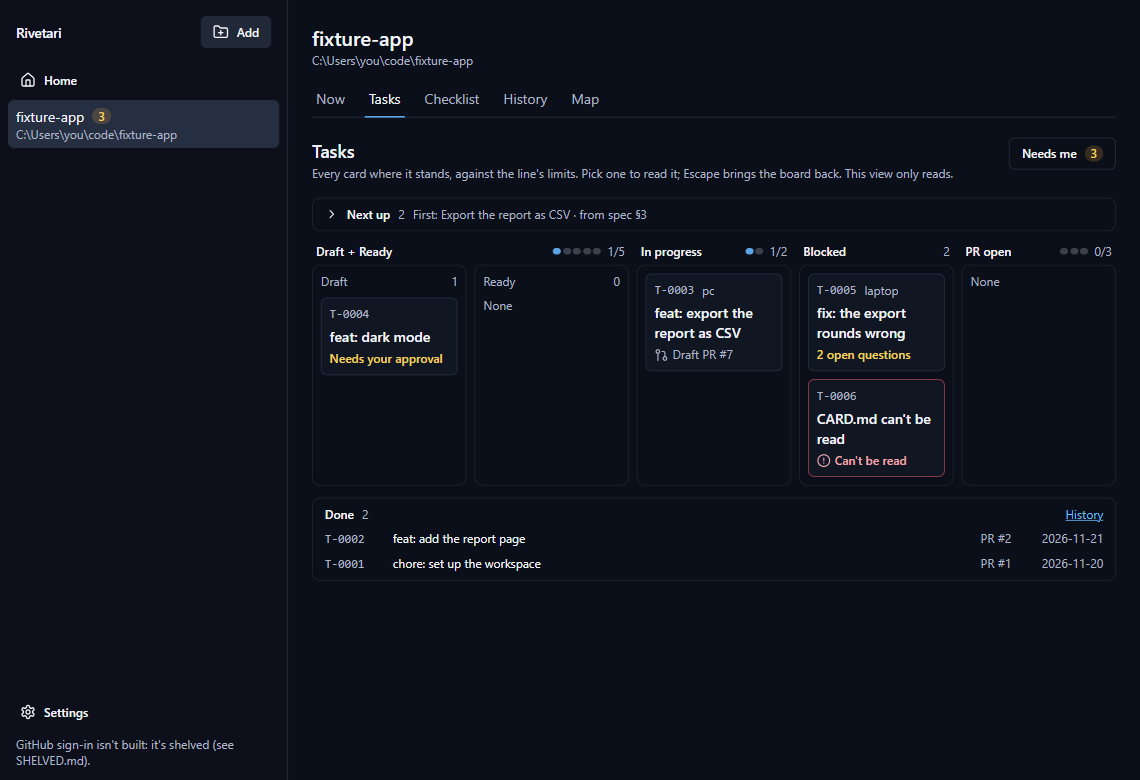 Rivetari
Add
Home
fixture-app 3
C:\Users\you\code\fixture-app
Settings
GitHub sign-in isn't built: it's shelved (see
SHELVED.md).
fixture-app
C:\Users\you\code\fixture-app
Now Tasks Checklist History Map
Tasks
Every card where it stands, against the line's limits. Pick one to read it; Escape brings the board back. This view only reads.
Needs me 3
Next up 2 First: Export the report as CSV · from spec §3
Draft + Ready 1/5
Draft 1
T-0004
feat: dark mode
Needs your approval
Ready 0
None
In progress 1/2
T-0003 pc
feat: export the
report as CSV
Draft PR #7
Blocked 2
T-0005 laptop
fix: the export
rounds wrong
2 open questions
T-0006
CARD.md can't be
read
Can't be read
PR open 0/3
None
Done 2 History
T-0002 feat: add the report page PR #2 2026-11-21
T-0001 chore: set up the workspace PR #1 2026-11-20